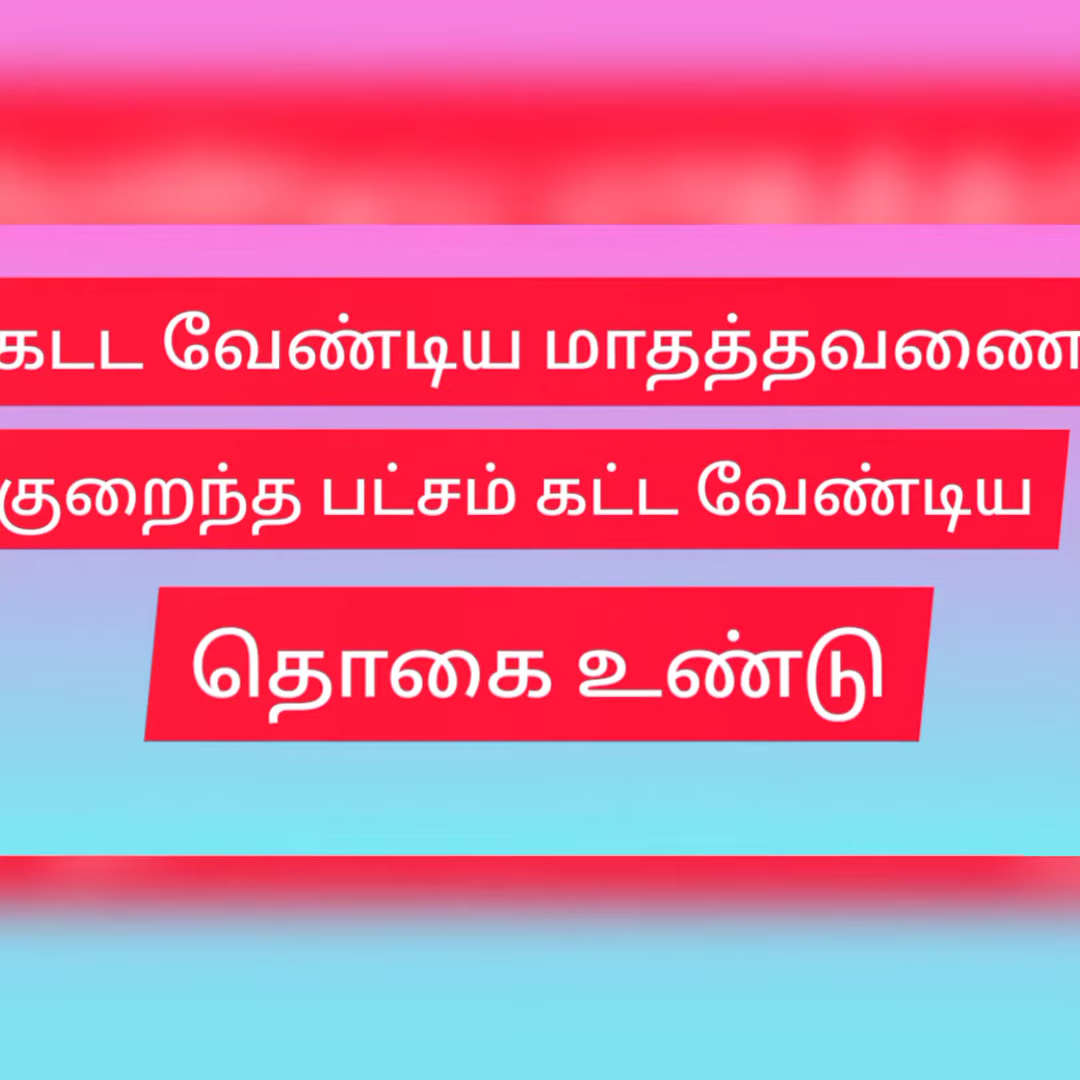 கடட வேண்டிய மாதத்தவணை
குறைந்த பட்சம் கட்ட வேண்டிய
தொகை உண்டு